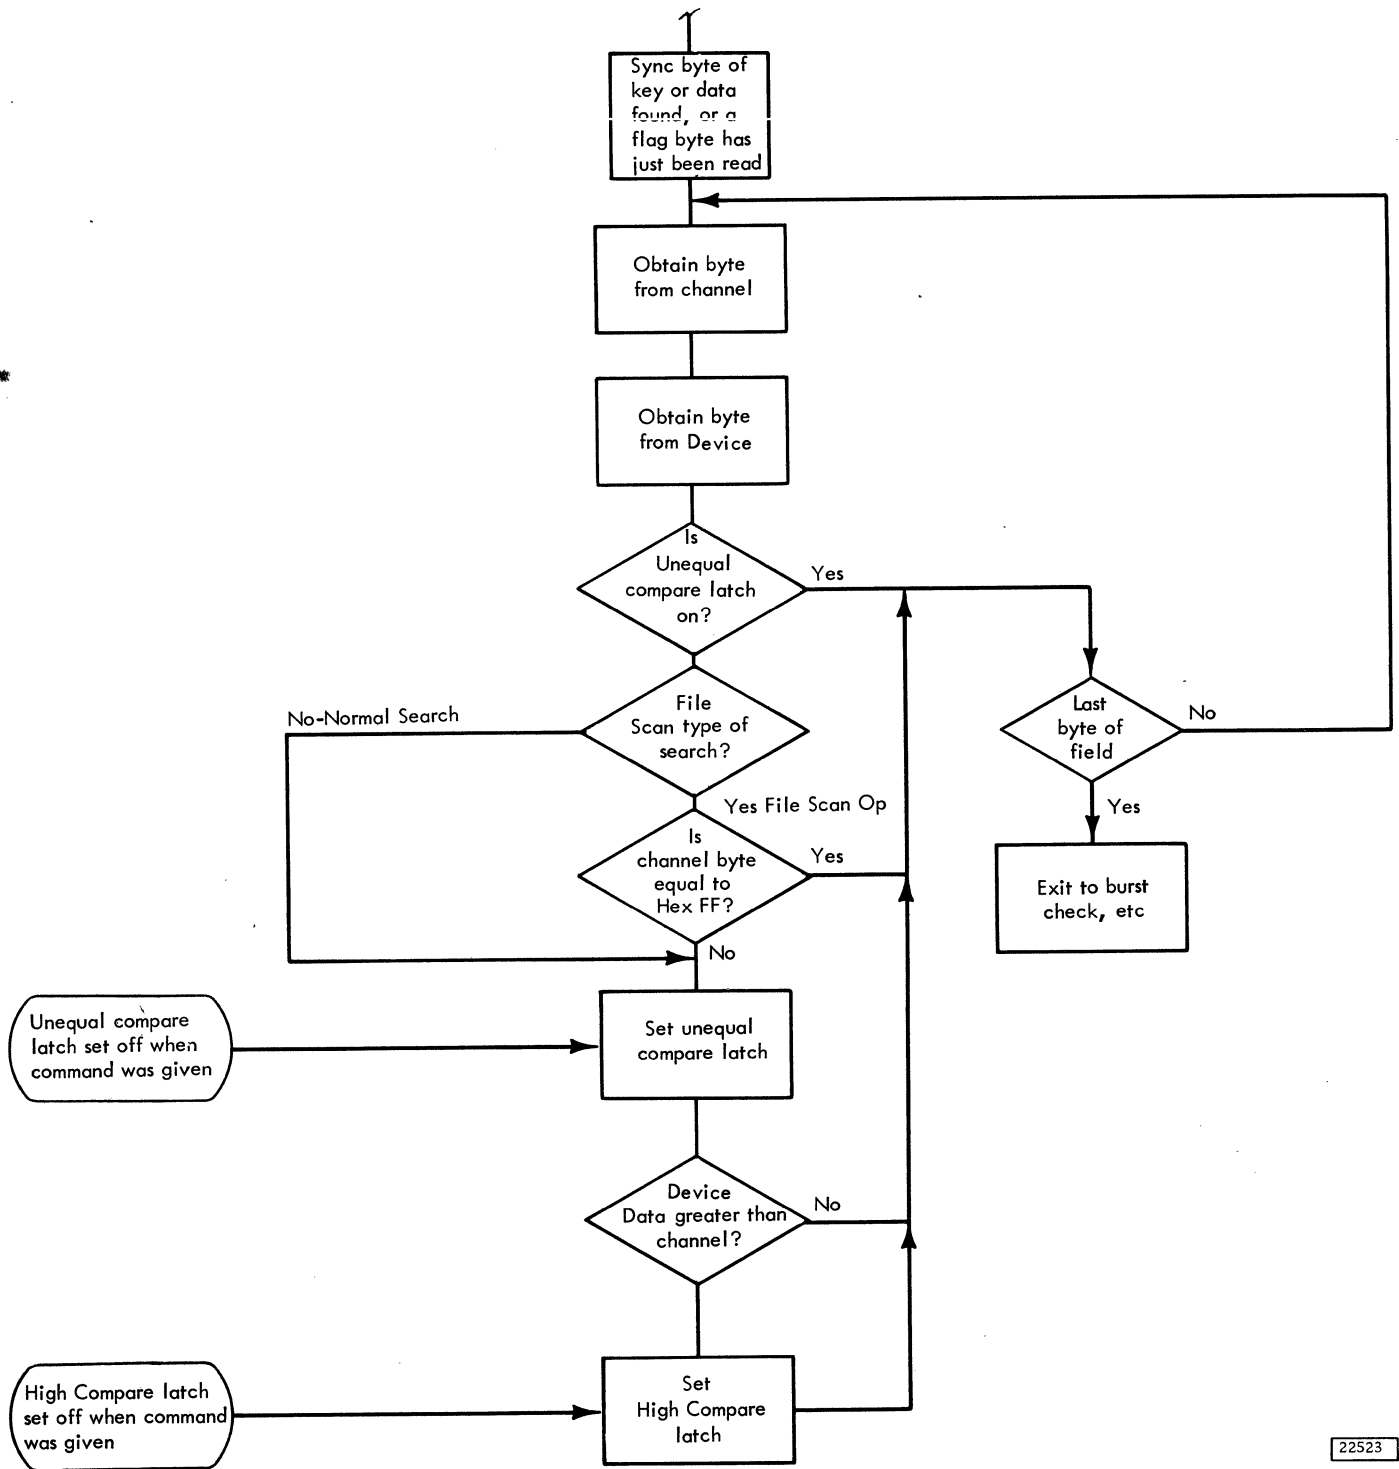 Sync byte of
key or data
found, or a
flag byte has
just been read
Obtain byte
from channel
Obtain byte
from Device
Is
Unequal
compare latch
on?
Yes
File
Scan type of
search?
No-Normal Search
Last
byte of
field
No
Yes File Scan Op
Yes
Is
channel byte
equal to
Hex FF?
Yes
Exit to burst
check, etc
No
Unequal compare
latch set off when
command was given
Set unequal
compare latch
Device
Data greater than
channel?
No
High Compare latch
set off when command
was given
Set
High Compare
latch
22523